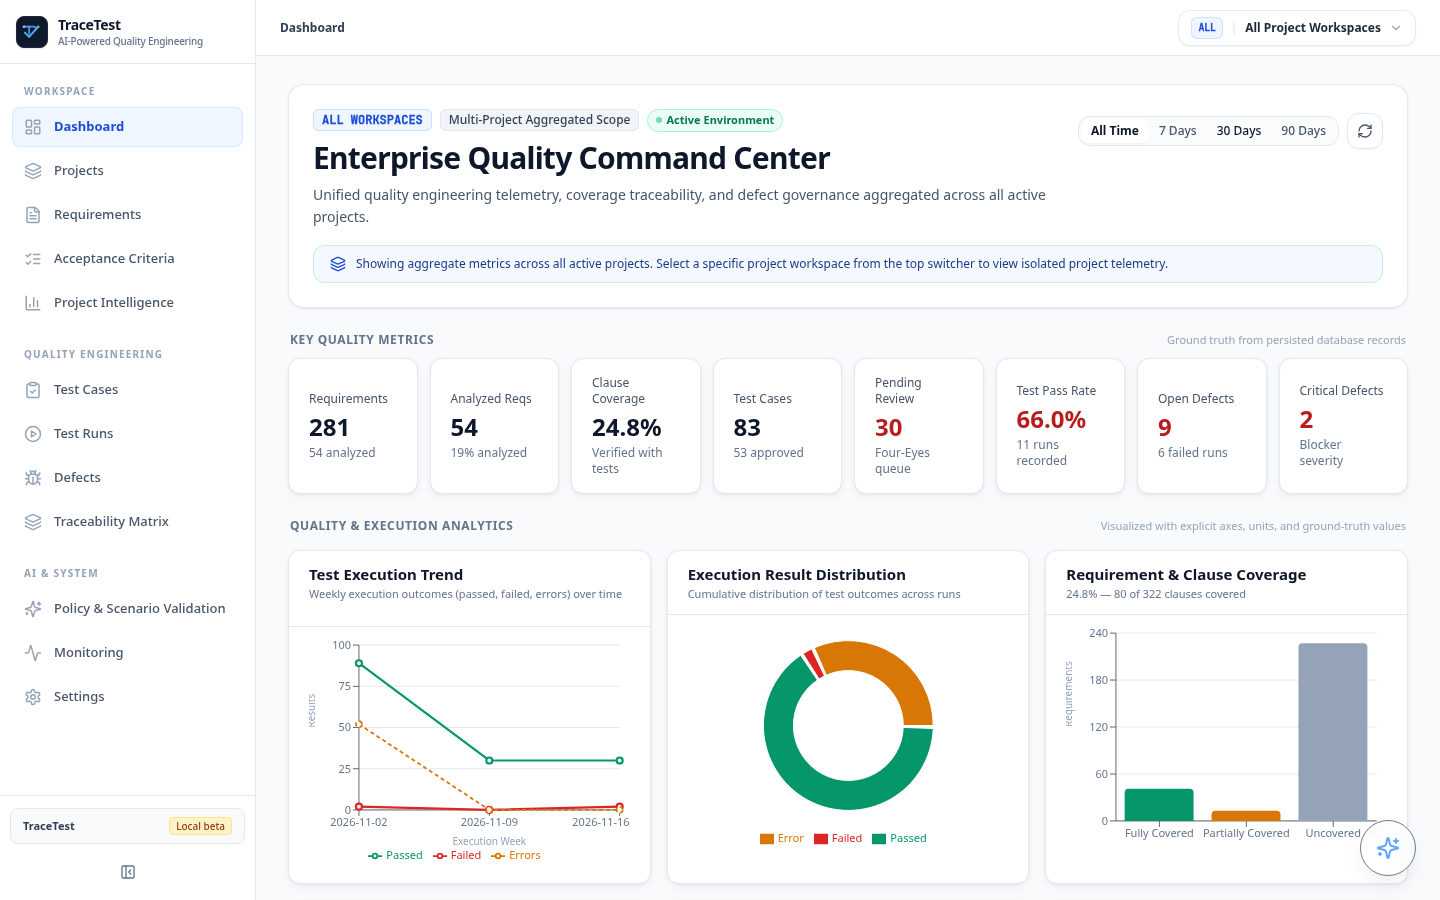 TraceTest
AI-Powered Quality Engineering
WORKSPACE
Dashboard
Projects
Requirements
Acceptance Criteria
Project Intelligence
QUALITY ENGINEERING
Test Cases
Test Runs
Defects
Traceability Matrix
AI & SYSTEM
Policy & Scenario Validation
Monitoring
Settings
TraceTest
Local beta
Dashboard
ALL
All Project Workspaces
ALL WORKSPACES
Multi-Project Aggregated Scope
Active Environment
All Time
7 Days
30 Days
90 Days
Enterprise Quality Command Center
Unified quality engineering telemetry, coverage traceability, and defect governance aggregated across all active
projects.
Showing aggregate metrics across all active projects. Select a specific project workspace from the top switcher to view isolated project telemetry.
KEY QUALITY METRICS
Ground truth from persisted database records
Requirements
281
54 analyzed
Analyzed Reqs
54
19% analyzed
Clause
Coverage
24.8%
Verified with
tests
Test Cases
83
53 approved
Pending
Review
30
Four-Eyes
queue
Test Pass Rate
66.0%
11 runs
recorded
Open Defects
9
6 failed runs
Critical Defects
2
Blocker
severity
QUALITY & EXECUTION ANALYTICS
Visualized with explicit axes, units, and ground-truth values
Test Execution Trend
Weekly execution outcomes (passed, failed, errors) over time
100
75
50
25
0
Results
2026-11-02
2026-11-09
2026-11-16
Execution Week
Passed
Failed
Errors
Execution Result Distribution
Cumulative distribution of test outcomes across runs
Error
Failed
Passed
Requirement & Clause Coverage
24.8% — 80 of 322 clauses covered
240
180
120
60
0
Requirements
Fully Covered
Partially Covered
Uncovered